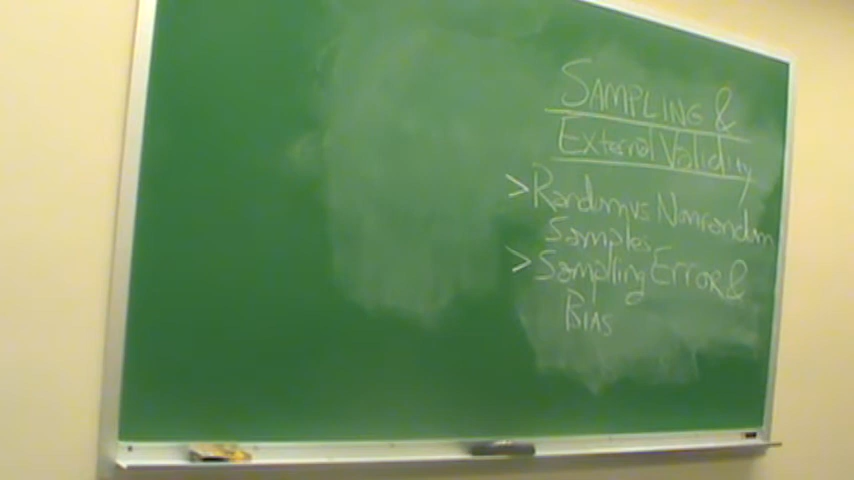 SAMPLING &
External Validity
> Random vs Nonrandom
Samples
> Sampling Error &
BIAS